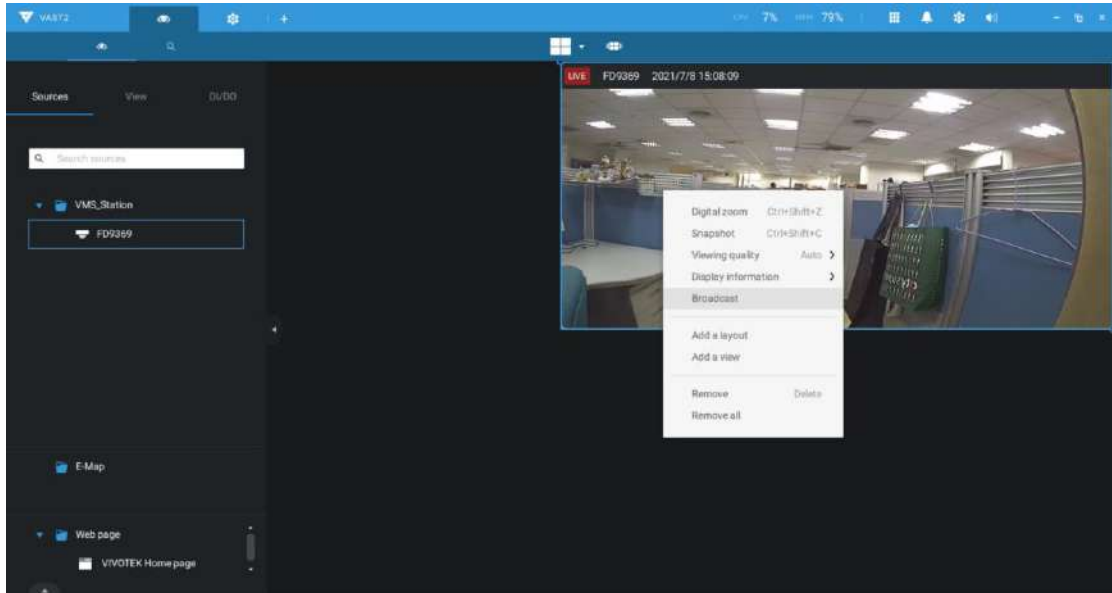 VAST2
CPU 7% MEM 79%
Sources View DI/DO
LIVE FD9369 2021/7/8 15:08:09
Search sources
VMS_Station
FD9369
Digital zoom Ctrl+Shift+Z
Snapshot Ctrl+Shift+C
Viewing quality Auto
Display information
Broadcast
Add a layout
Add a view
Remove Delete
Remove all
E-Map
Web page
VIVOTEK Home page